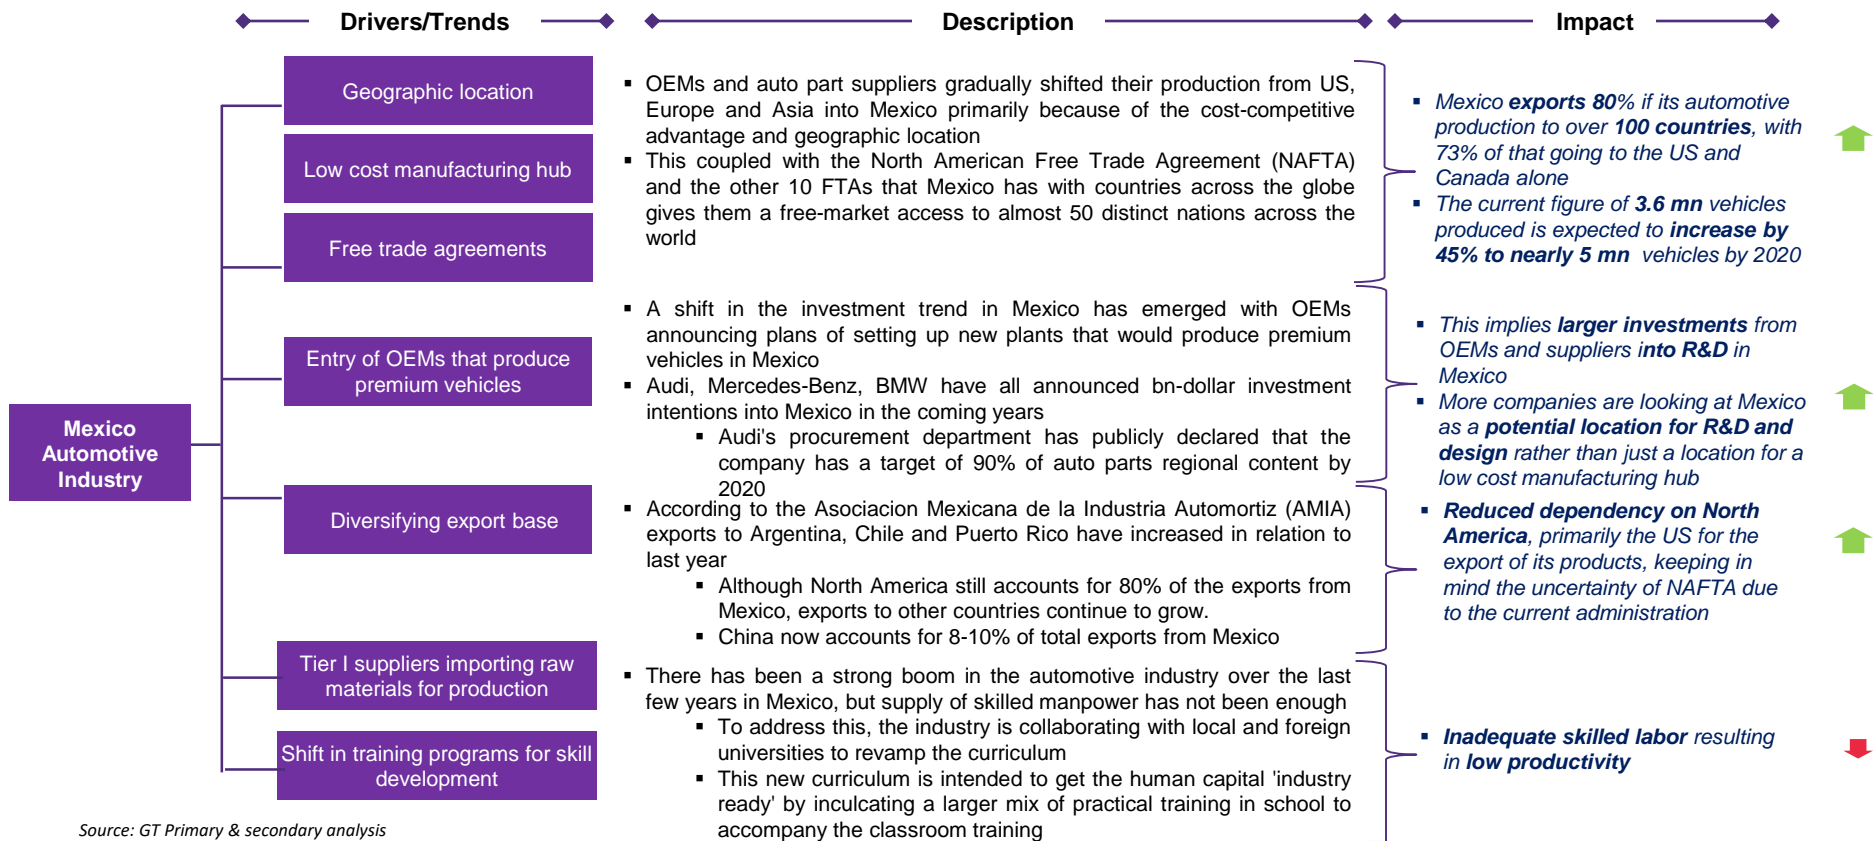 Drivers/Trends
Description
Impact
Mexico
Automotive
Industry
Geographic location
Low cost manufacturing hub
Free trade agreements
▪ OEMs and auto part suppliers gradually shifted their production from US,
Europe and Asia into Mexico primarily because of the cost-competitive
advantage and geographic location
▪ This coupled with the North American Free Trade Agreement (NAFTA)
and the other 10 FTAs that Mexico has with countries across the globe
gives them a free-market access to almost 50 distinct nations across the
world
▪ Mexico exports 80% if its automotive
production to over 100 countries, with
73% of that going to the US and
Canada alone
▪ The current figure of 3.6 mn vehicles
produced is expected to increase by
45% to nearly 5 mn vehicles by 2020
Entry of OEMs that produce
premium vehicles
▪ A shift in the investment trend in Mexico has emerged with OEMs
announcing plans of setting up new plants that would produce premium
vehicles in Mexico
▪ Audi, Mercedes-Benz, BMW have all announced bn-dollar investment
intentions into Mexico in the coming years
▪ Audi's procurement department has publicly declared that the
company has a target of 90% of auto parts regional content by
2020
▪ This implies larger investments from
OEMs and suppliers into R&D in
Mexico
▪ More companies are looking at Mexico
as a potential location for R&D and
design rather than just a location for a
low cost manufacturing hub
Diversifying export base
▪ According to the Asociacion Mexicana de la Industria Automortiz (AMIA)
exports to Argentina, Chile and Puerto Rico have increased in relation to
last year
▪ Although North America still accounts for 80% of the exports from
Mexico, exports to other countries continue to grow.
▪ China now accounts for 8-10% of total exports from Mexico
▪ Reduced dependency on North
America, primarily the US for the
export of its products, keeping in
mind the uncertainty of NAFTA due
to the current administration
Tier I suppliers importing raw
materials for production
Shift in training programs for skill
development
▪ There has been a strong boom in the automotive industry over the last
few years in Mexico, but supply of skilled manpower has not been enough
▪ To address this, the industry is collaborating with local and foreign
universities to revamp the curriculum
▪ This new curriculum is intended to get the human capital 'industry
ready' by inculcating a larger mix of practical training in school to
accompany the classroom training
▪ Inadequate skilled labor resulting
in low productivity
Source: GT Primary & secondary analysis